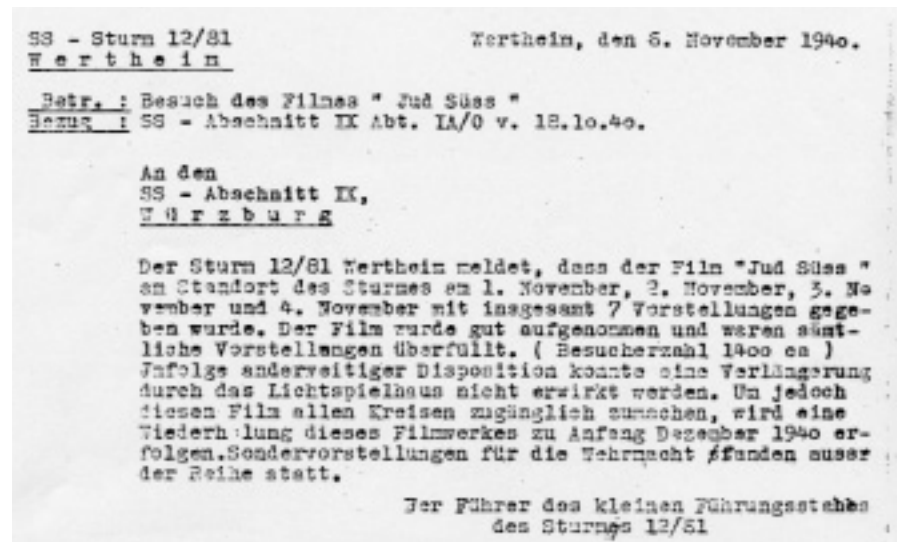 SS - Sturm 12/81 Wertheim, den 6. November 194o.
W e r t h e i m
Betr. : Besuch des Filmes " Jud Süss "
Bezug : SS - Abschnitt IX Abt. IA/O v. 18.1o.4o.
An den
SS - Abschnitt IX,
W ü r z b u r g
Der Sturm 12/81 Wertheim meldet, dass der Film "Jud Süss "
am Standort des Sturmes am 1. November, 2. November, 3. No
vember und 4. November mit insgesamt 7 Vorstellungen gege-
ben wurde. Der Film wurde gut aufgenommen und waren sämt-
liche Vorstellungen überfüllt. ( Besucherzahl 14oo ca )
Jnfolge anderweitiger Disposition konnte eine Verlängerung
durch das Lichtspielhaus nicht erwirkt werden. Um jedoch
diesen Film allen Kreisen zugänglich zumachen, wird eine
Wiederholung dieses Filmwerkes zu Anfang Dezember 194o er-
folgen.Sondervorstellungen für die Wehrmacht fanden ausser
der Reihe statt.
Der Führer des kleinen Führungsstabes
des Sturmes 12/81